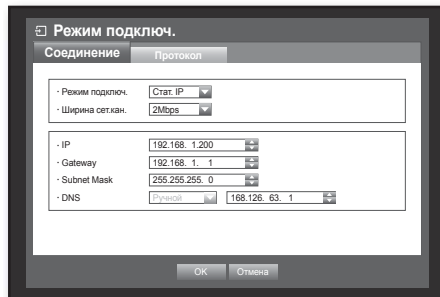 Режим подключ.
Соединение Протокол
· Режим подключ. Стат. IP
· Ширина сет.кан. 2Mbps
· IP 192.168. 1.200
· Gateway 192.168. 1. 1
· Subnet Mask 255.255.255. 0
· DNS Ручной 168.126. 63. 1
OK Отмена